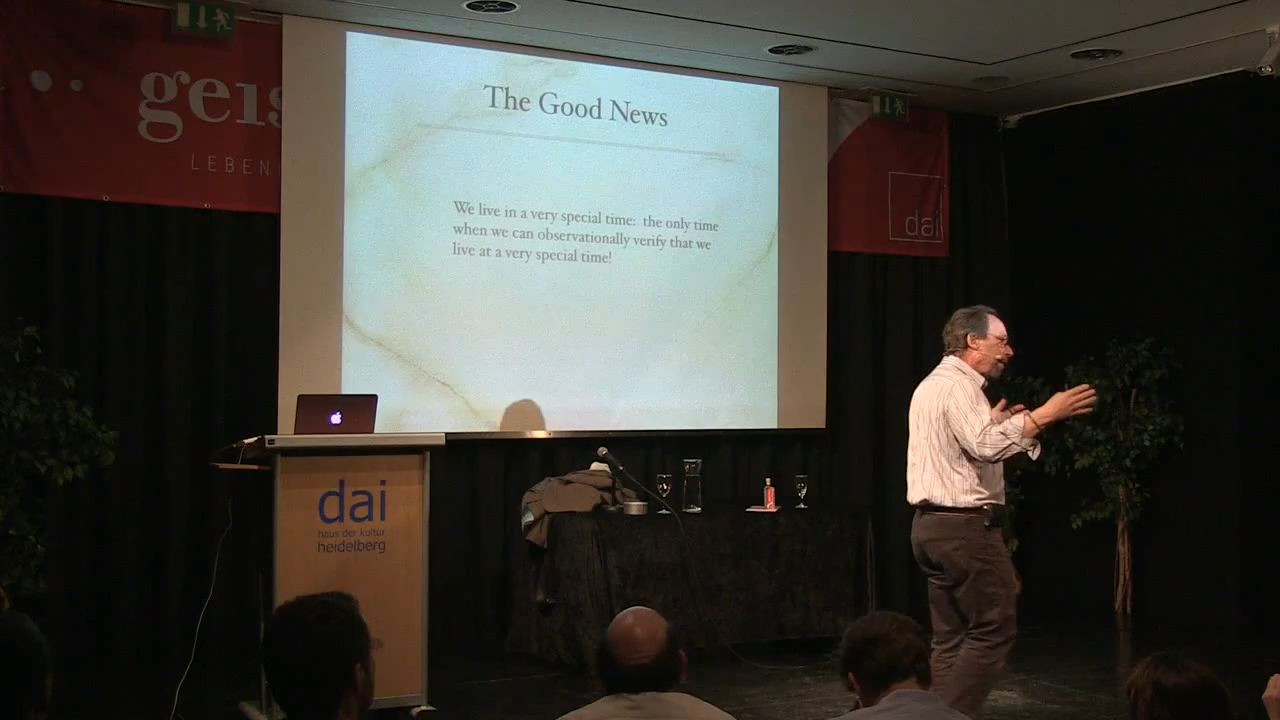 geis
LEBEN
The Good News
We live in a very special time: the only time
when we can observationally verify that we
live at a very special time!
dai
dai
haus der kultur
heidelberg